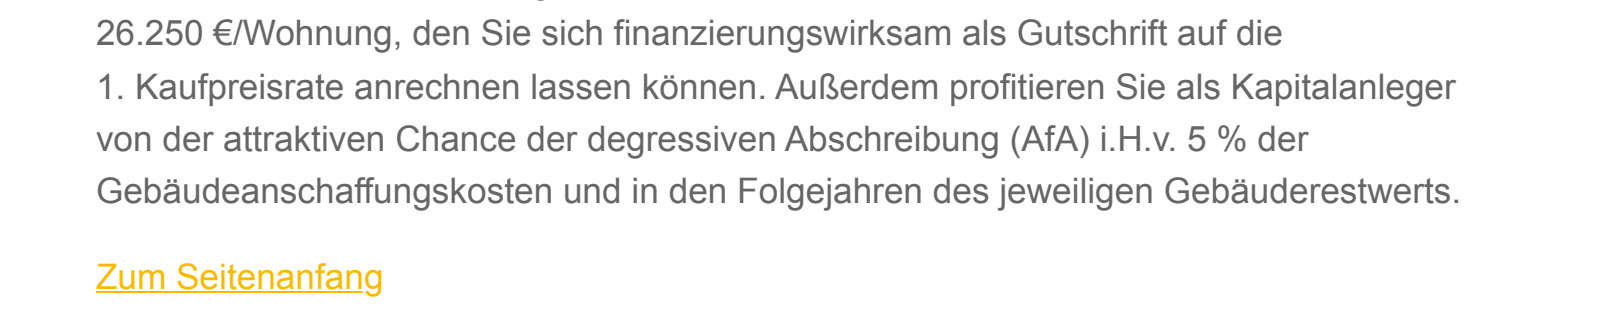 26.250 €/Wohnung, den Sie sich finanzierungswirksam als Gutschrift auf die
1. Kaufpreisrate anrechnen lassen können. Außerdem profitieren Sie als Kapitalanleger
von der attraktiven Chance der degressiven Abschreibung (AfA) i.H.v. 5 % der
Gebäudeanschaffungskosten und in den Folgejahren des jeweiligen Gebäuderestwerts.
Zum Seitenanfang